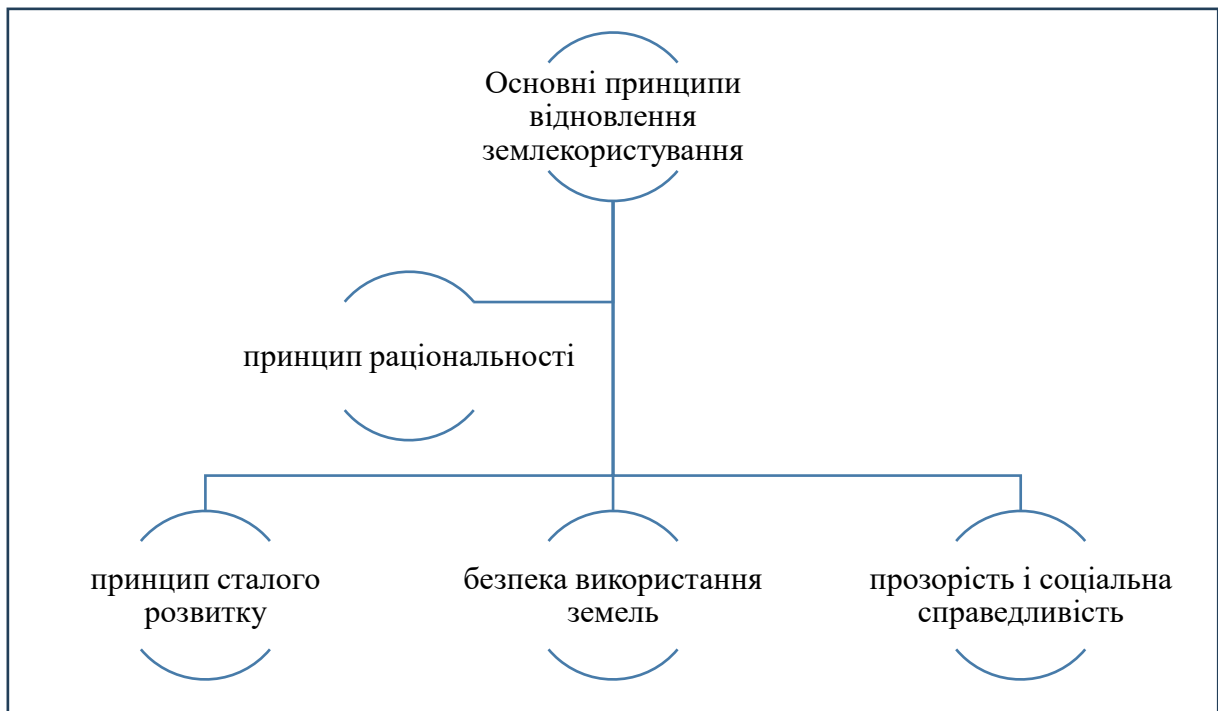 Основні принципи
відновлення
землекористування
принцип раціональності
принцип сталого
розвитку
безпека використання
земель
прозорість і соціальна
справедливість